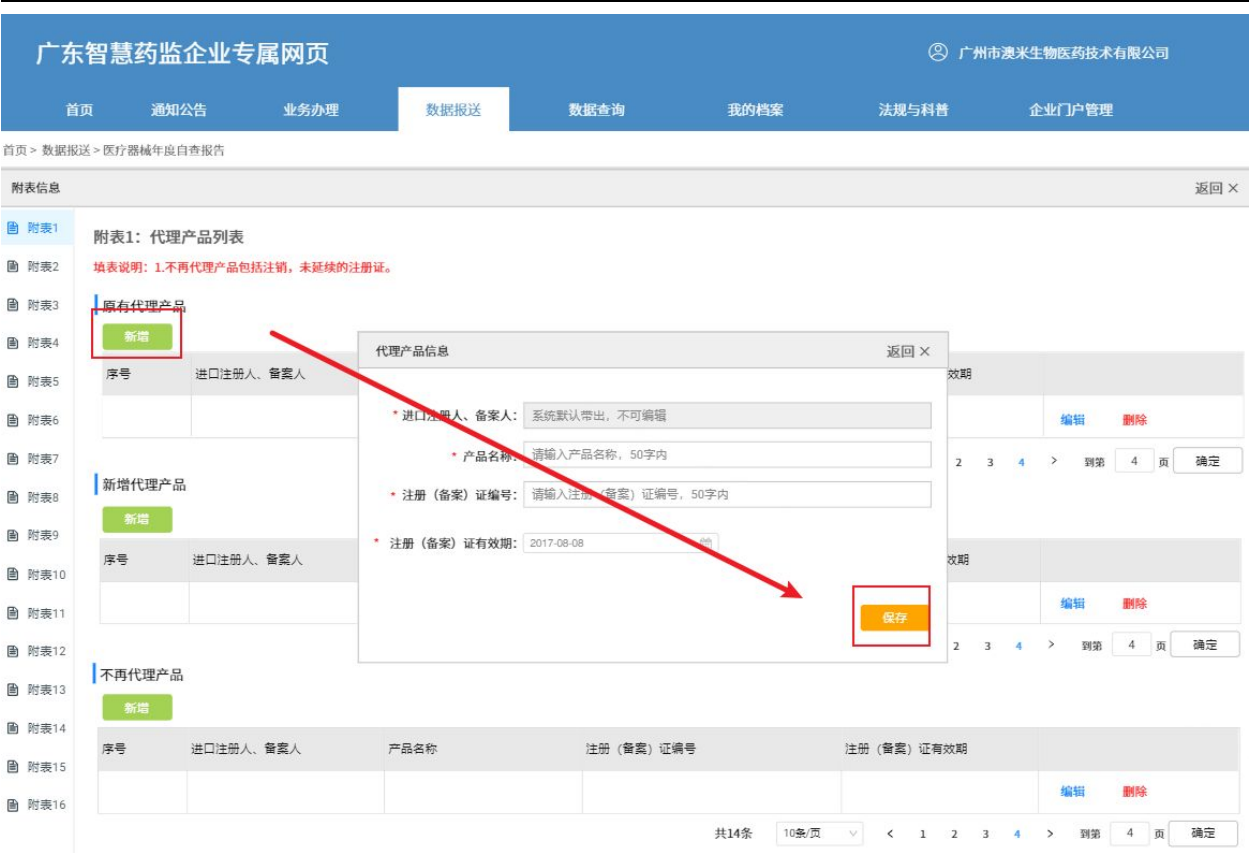 广东智慧药监企业专属网页
广州市澳米生物医药技术有限公司
首页 通知公告 业务办理 数据报送 数据查询 我的档案 法规与科普 企业门户管理
首页 > 数据报送 > 医疗器械年度自查报告
附表信息 返回 ×
附表1
附表2
附表3
附表4
附表5
附表6
附表7
附表8
附表9
附表10
附表11
附表12
附表13
附表14
附表15
附表16
附表1：代理产品列表
填表说明：1.不再代理产品包括注销，未延续的注册证。
原有代理产品
新增
序号 进口注册人、备案人 效期
编辑 删除
2 3 4 > 到第 4 页 确定
新增代理产品
新增
序号 进口注册人、备案人 效期
编辑 删除
2 3 4 > 到第 4 页 确定
代理产品信息 返回 ×
* 进口注册人、备案人： 系统默认带出，不可编辑
* 产品名称： 请输入产品名称，50字内
* 注册（备案）证编号： 请输入注册（备案）证编号，50字内
* 注册（备案）证有效期： 2017-08-08
保存
不再代理产品
新增
序号 进口注册人、备案人 产品名称 注册（备案）证编号 注册（备案）证有效期
编辑 删除
共14条 10条/页 < 1 2 3 4 > 到第 4 页 确定